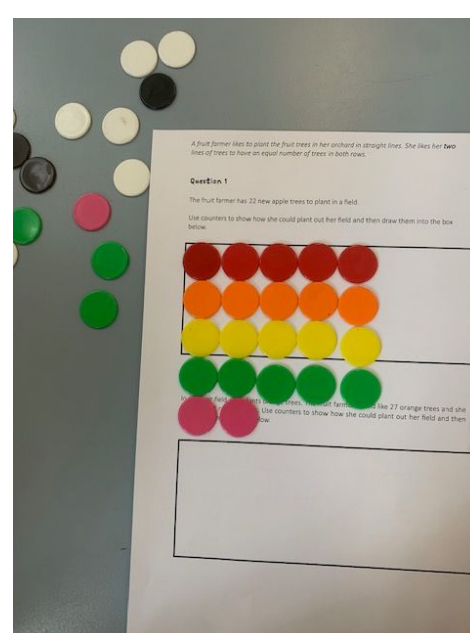 A fruit farmer likes to plant the fruit trees in her orchard in straight lines. She likes her two
lines of trees to have an equal number of trees in both rows.
Question 1
The fruit farmer has 22 new apple trees to plant in a field.
Use counters to show how she could plant out her field and then draw them into the box
below.
trees. like 27 orange trees and she
. Use counters to show how she could plant out her field and then